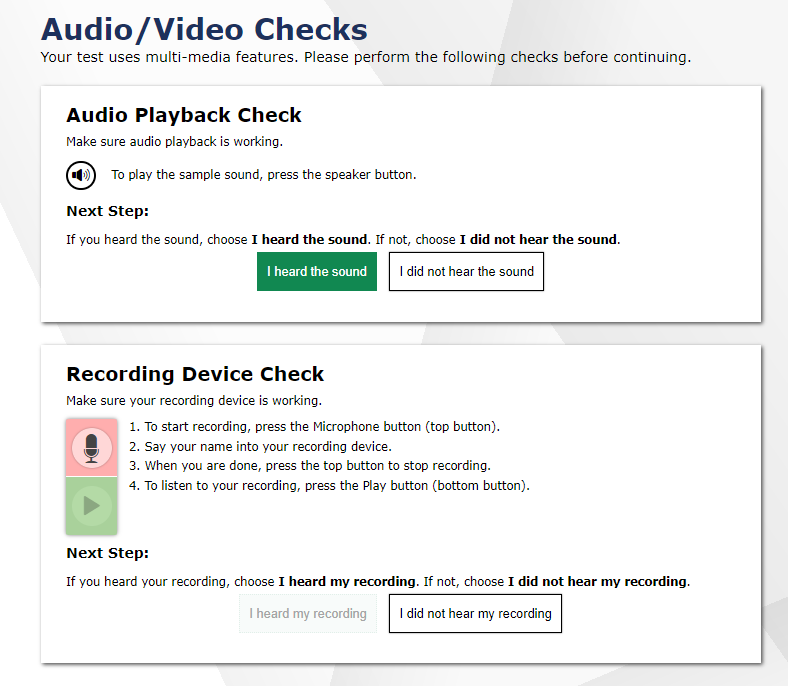 Audio/Video Checks
Your test uses multi-media features. Please perform the following checks before continuing.
Audio Playback Check
Make sure audio playback is working.
To play the sample sound, press the speaker button.
Next Step:
If you heard the sound, choose I heard the sound. If not, choose I did not hear the sound.
I heard the sound
I did not hear the sound
Recording Device Check
Make sure your recording device is working.
1. To start recording, press the Microphone button (top button).
2. Say your name into your recording device.
3. When you are done, press the top button to stop recording.
4. To listen to your recording, press the Play button (bottom button).
Next Step:
If you heard your recording, choose I heard my recording. If not, choose I did not hear my recording.
I heard my recording
I did not hear my recording